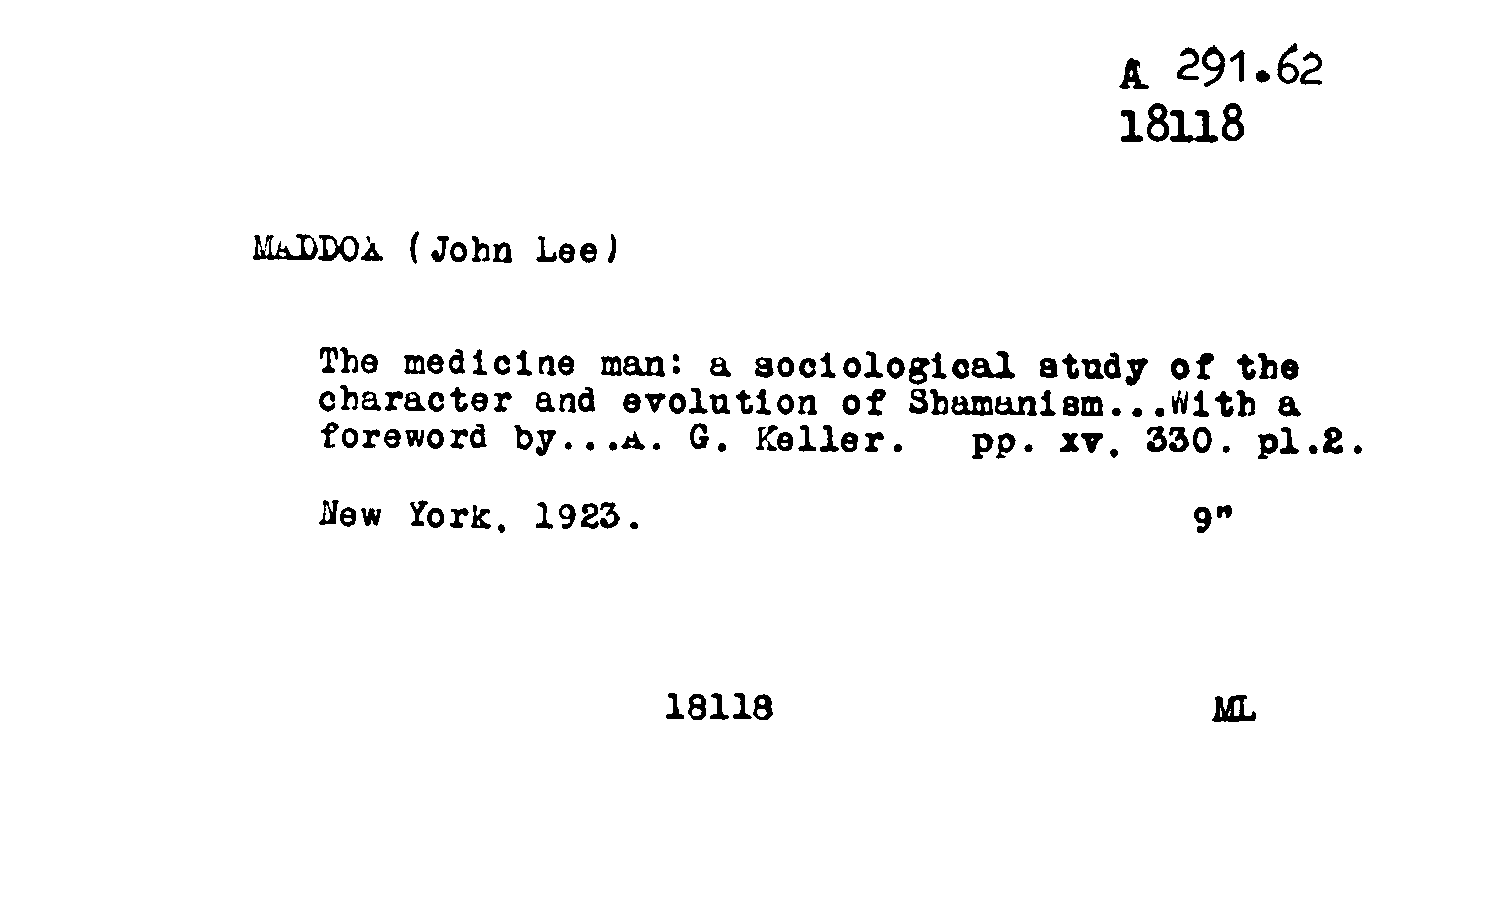 A 291.62
18118
MADDOX (John Lee)
The medicine man: a sociological study of the
character and evolution of Shamanism...With a
foreword by...A. G. Keller. pp. xv, 330. pl.2.
New York, 1923. 9"
18118 ML